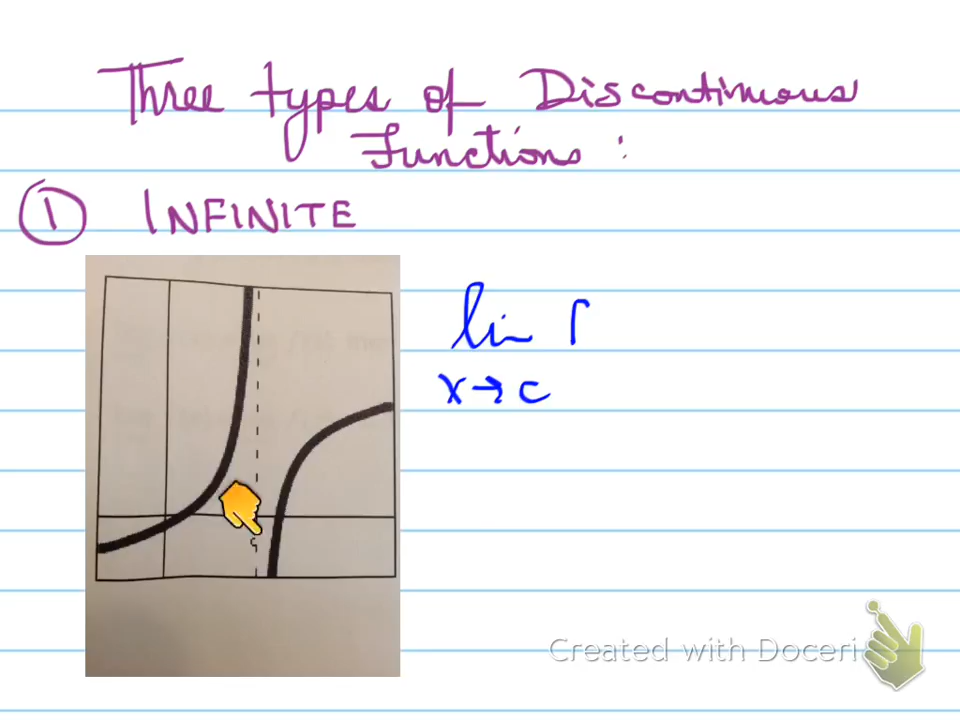 Three types of Discontinuous
Functions :
① INFINITE
lim
x→c
c
Created with Doceri